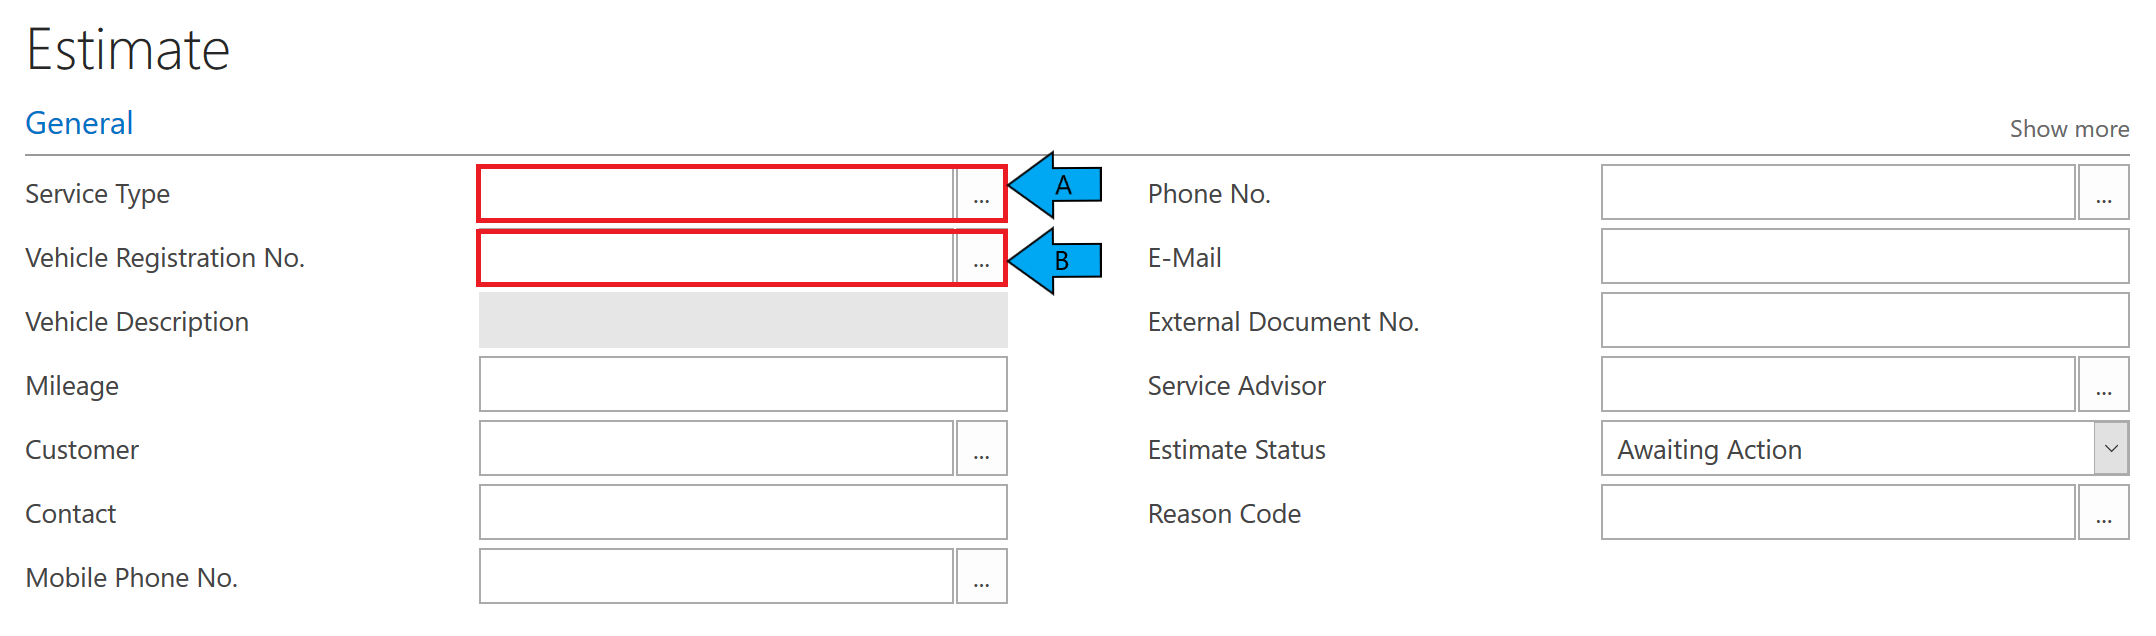 Estimate
General
Show more
Service Type
...
A
Phone No.
...
Vehicle Registration No.
...
B
E-Mail
Vehicle Description
External Document No.
Mileage
Service Advisor
...
Customer
...
Estimate Status
Awaiting Action
Contact
Reason Code
...
Mobile Phone No.
...